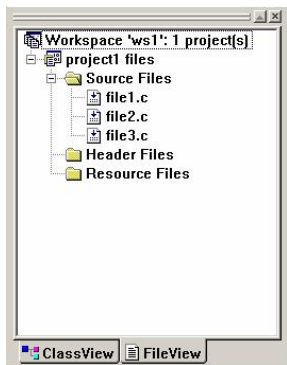 Workspace 'ws1': 1 project(s)
project1 files
Source Files
file1.c
file2.c
file3.c
Header Files
Resource Files
ClassView FileView